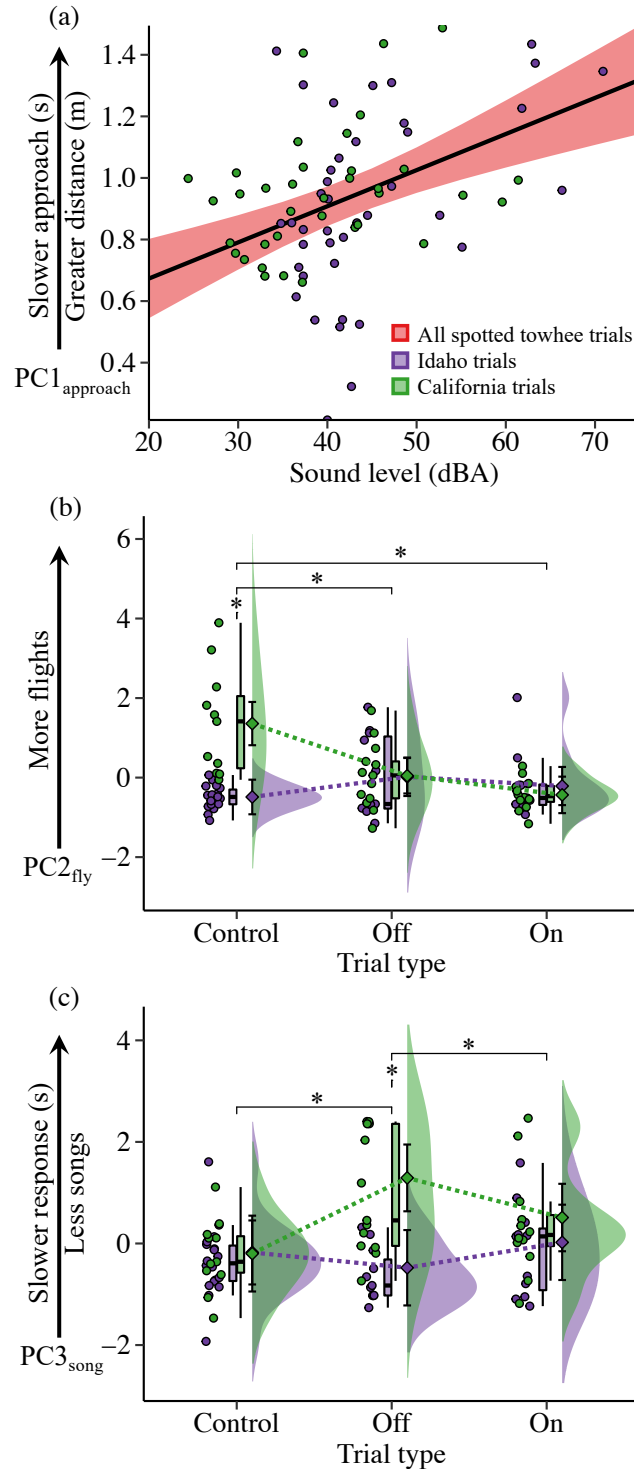 (a)
Slower approach (s)
Greater distance (m)
PC1approach
1.4
1.2
1.0
0.8
0.6
0.4
All spotted towhee trials
Idaho trials
California trials
20 30 40 50 60 70
Sound level (dBA)
(b)
More flights
PC2fly
6
4
2
0
−2
*
*
*
Control Off On
Trial type
(c)
Slower response (s)
Less songs
PC3song
4
2
0
−2
*
*
*
Control Off On
Trial type